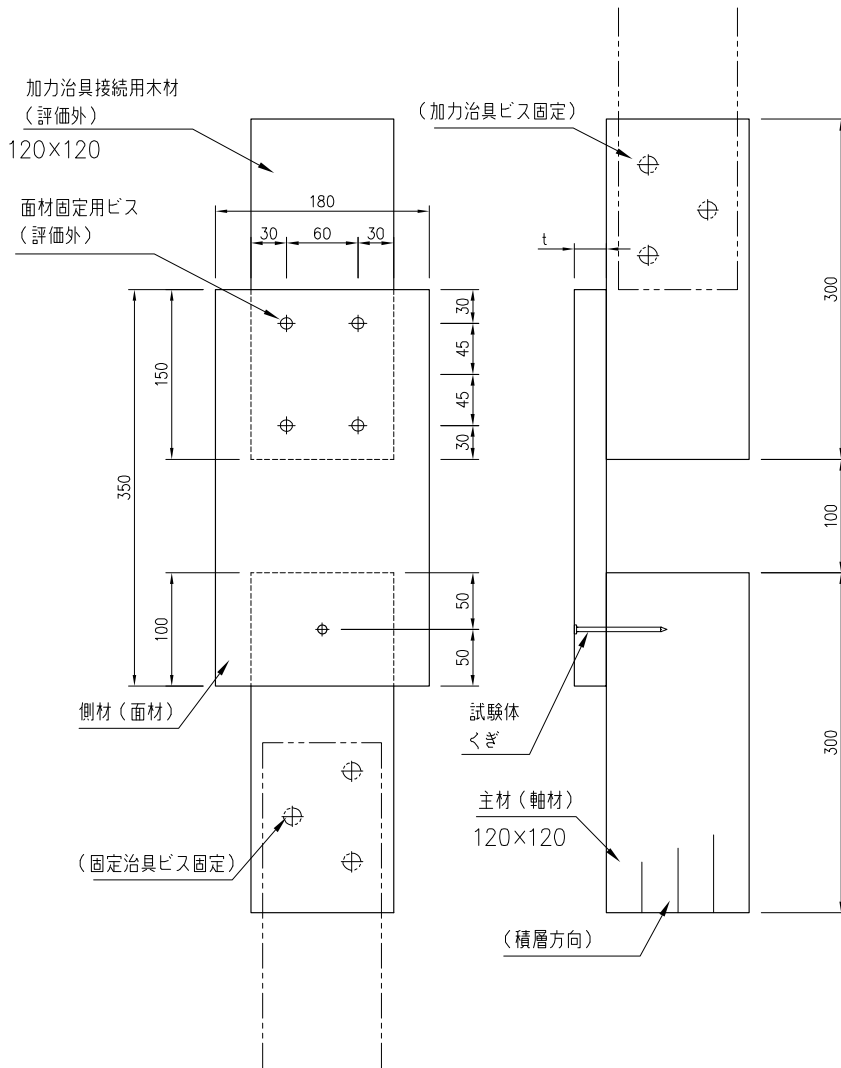 加力治具接続用木材
（評価外）
120×120
面材固定用ビス
（評価外）
180
30
60
30
30
45
45
30
150
350
100
50
50
側材（面材）
（固定治具ビス固定）
（加力治具ビス固定）
t
300
100
300
試験体
くぎ
主材（軸材）
120×120
（積層方向）